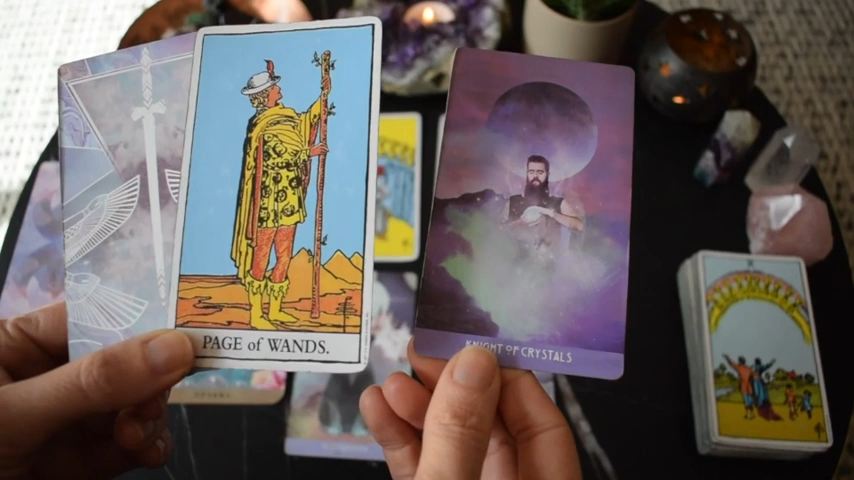 PAGE of WANDS.
KNIGHT OF CRYSTALS
X